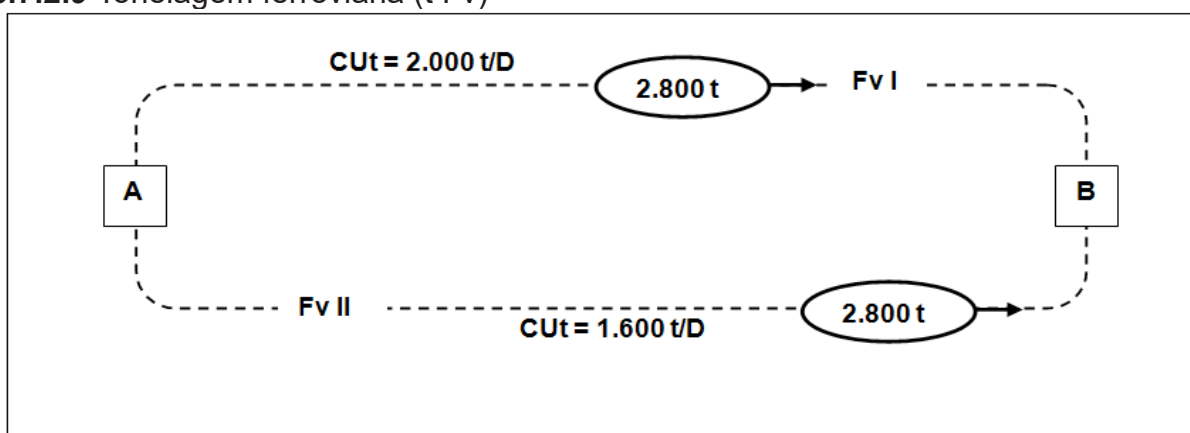 Tonelagem ferroviária (t Fv)
CUt = 2.000 t/D
2.800 t
Fv I
A
B
Fv II
2.800 t
CUt = 1.600 t/D